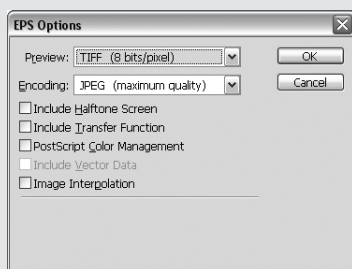 EPS Options
Preview: TIFF (8 bits/pixel) OK
Encoding: JPEG (maximum quality) Cancel
Include Halftone Screen
Include Transfer Function
PostScript Color Management
Include Vector Data
Image Interpolation